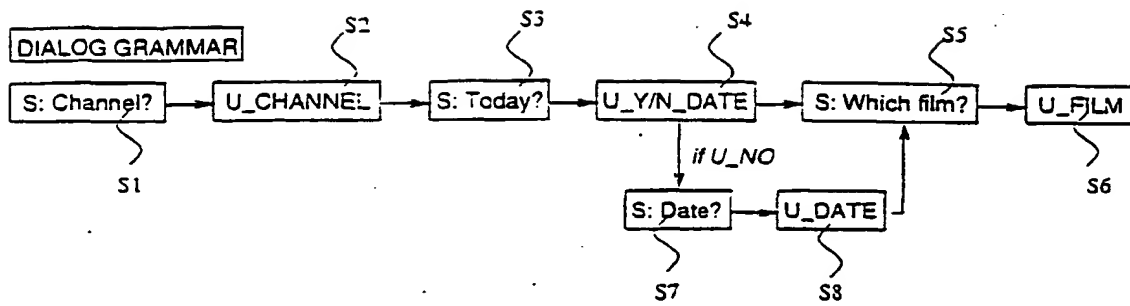 S2
S3
S4
S5
DIALOG GRAMMAR
S: Channel?
U_CHANNEL
S: Today?
U_Y/N_DATE
S: Which film?
U_FILM
if U_NO
S1
S6
S: Date?
U_DATE
S7
S8